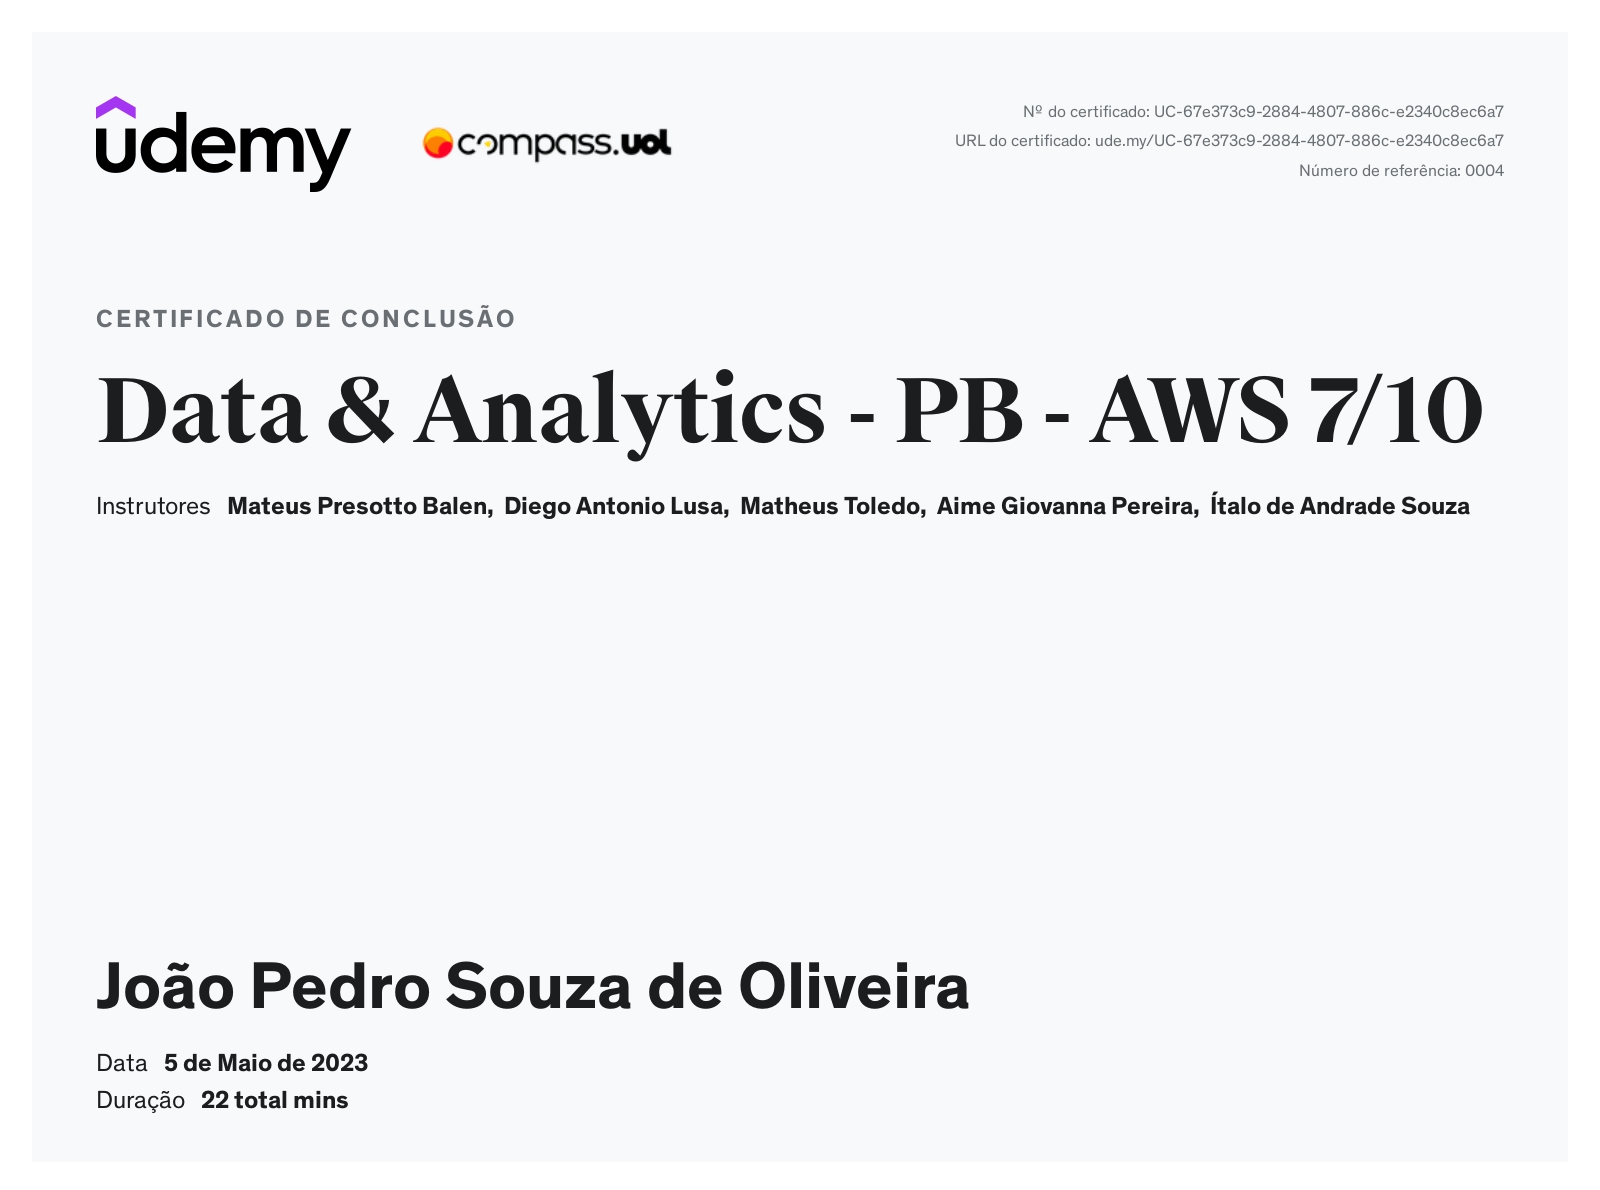 udemy
compass.uol
Nº do certificado: UC-67e373c9-2884-4807-886c-e2340c8ec6a7
URL do certificado: ude.my/UC-67e373c9-2884-4807-886c-e2340c8ec6a7
Número de referência: 0004
CERTIFICADO DE CONCLUSÃO
Data & Analytics - PB - AWS 7/10
Instrutores Mateus Presotto Balen, Diego Antonio Lusa, Matheus Toledo, Aime Giovanna Pereira, Ítalo de Andrade Souza
João Pedro Souza de Oliveira
Data 5 de Maio de 2023
Duração 22 total mins